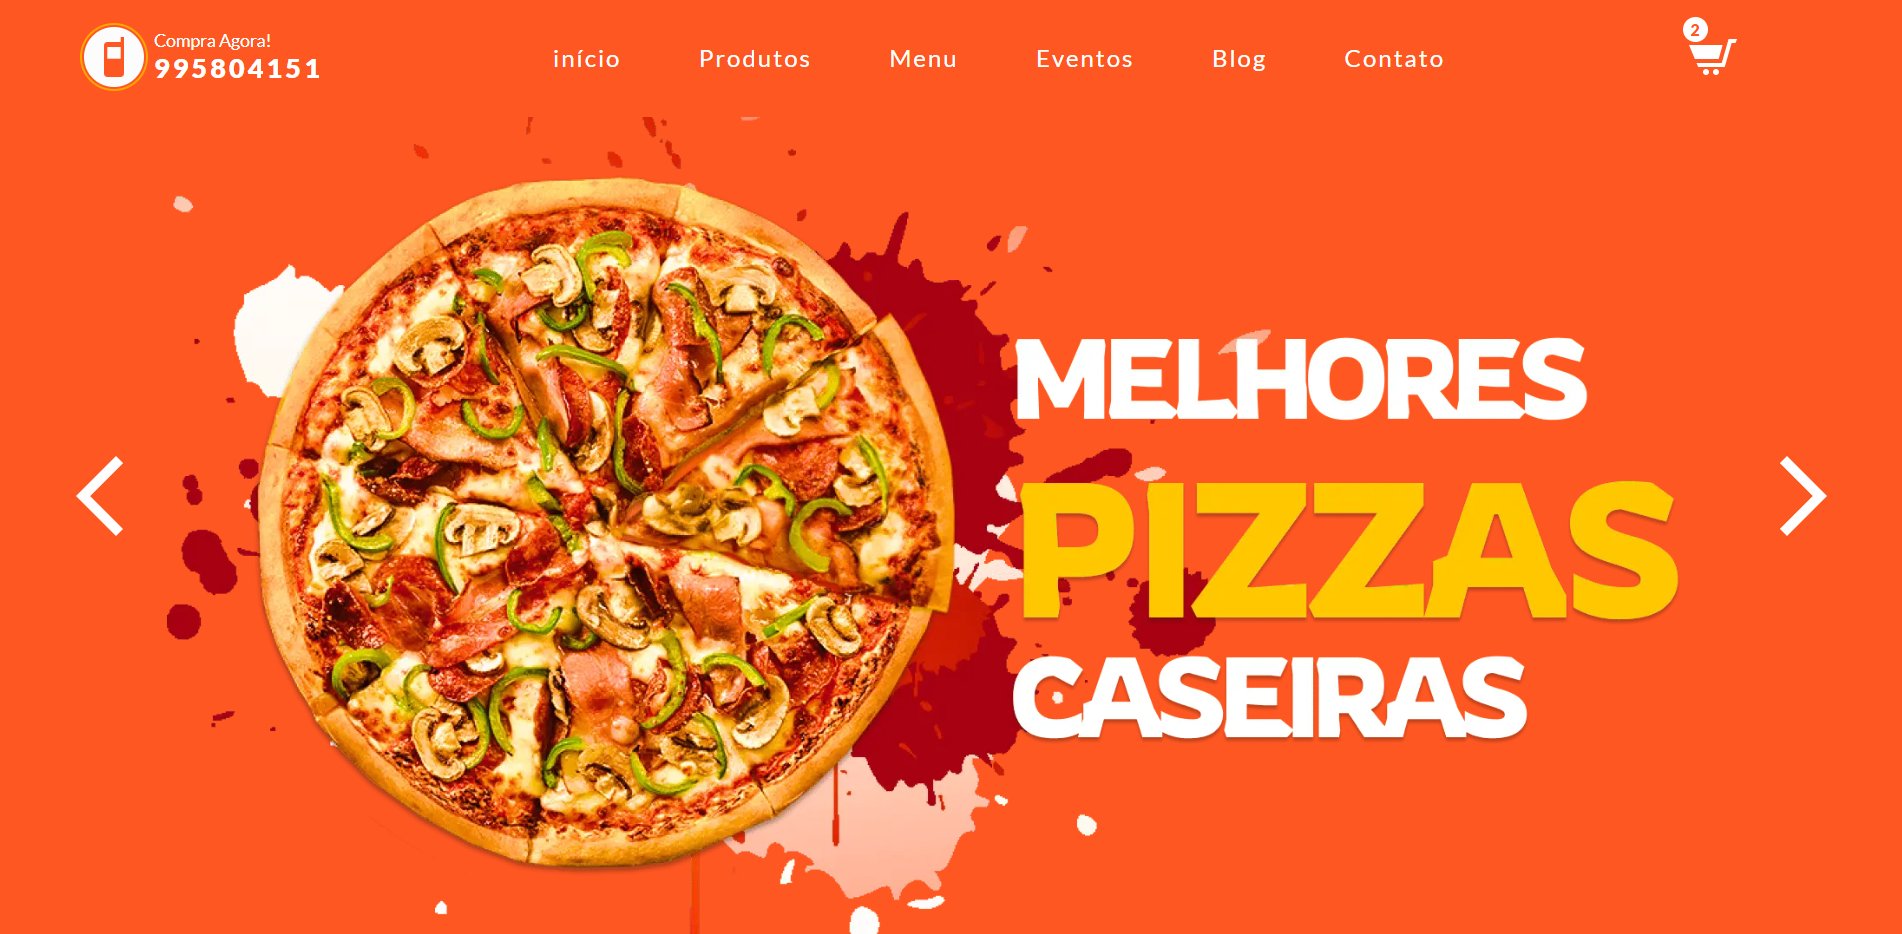 Compra Agora!
995804151
início
Produtos
Menu
Eventos
Blog
Contato
2
MELHORES
PIZZAS
CASEIRAS